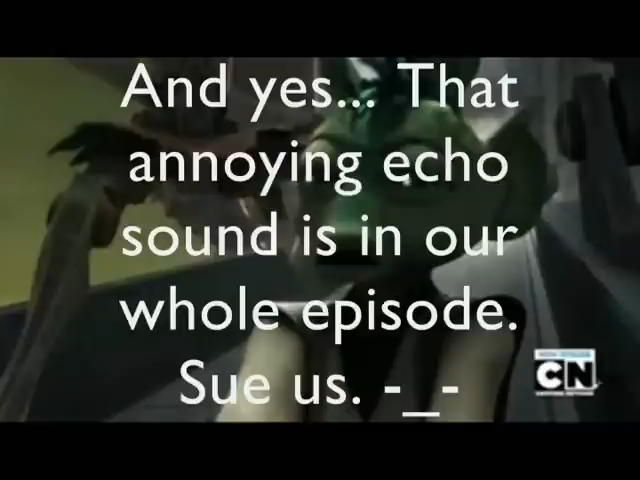 And yes... That
annoying echo
sound is in our
whole episode.
Sue us. -_-
CN